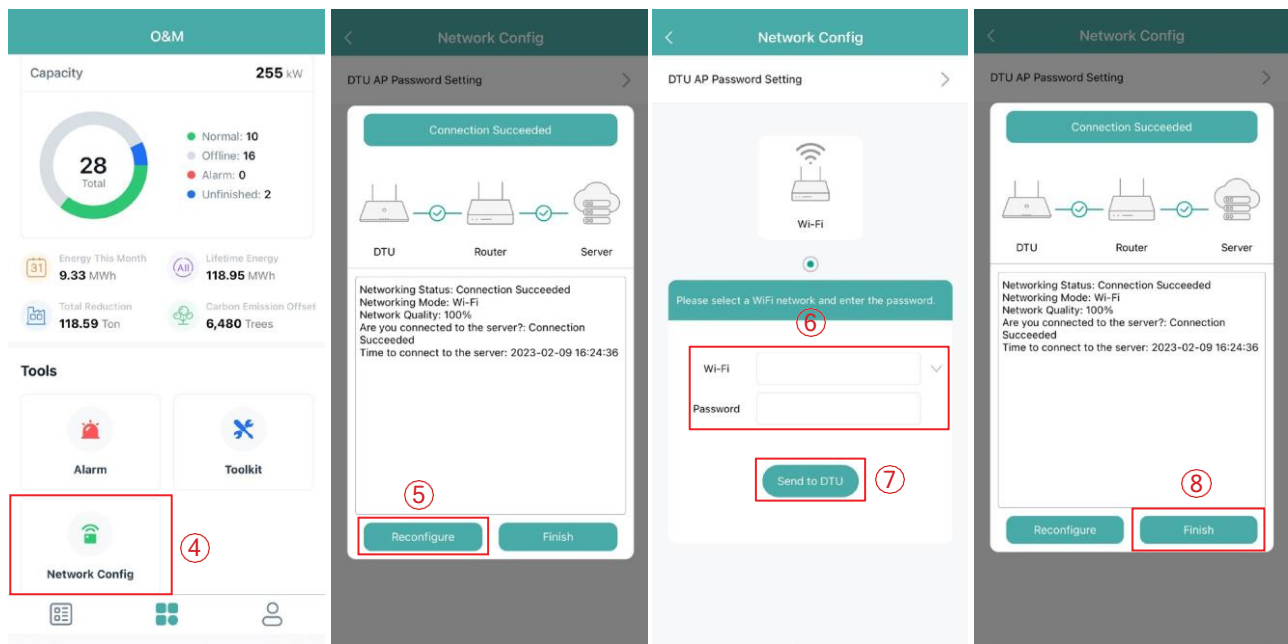 O&M
Capacity 255 kW
28
Total
Normal: 10
Offline: 16
Alarm: 0
Unfinished: 2
31
Energy This Month
9.33 MWh
All
Lifetime Energy
118.95 MWh
Total Reduction
118.59 Ton
Carbon Emission Offset
6,480 Trees
Tools
Alarm
Toolkit
Network Config
④
Network Config
DTU AP Password Setting
Connection Succeeded
DTU Router Server
Networking Status: Connection Succeeded
Networking Mode: Wi-Fi
Network Quality: 100%
Are you connected to the server?: Connection
Succeeded
Time to connect to the server: 2023-02-09 16:24:36
⑤
Reconfigure Finish
Network Config
DTU AP Password Setting
Wi-Fi
Please select a WiFi network and enter the password.
⑥
Wi-Fi
Password
Send to DTU
⑦
Network Config
DTU AP Password Setting
Connection Succeeded
DTU Router Server
Networking Status: Connection Succeeded
Networking Mode: Wi-Fi
Network Quality: 100%
Are you connected to the server?: Connection
Succeeded
Time to connect to the server: 2023-02-09 16:24:36
⑧
Reconfigure Finish